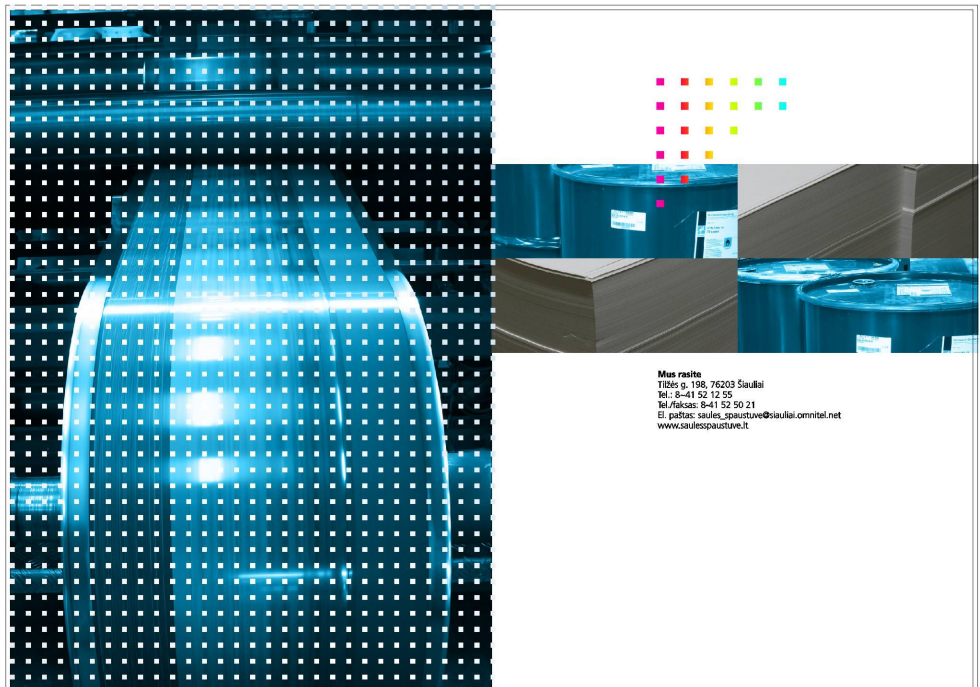 Mus rasite
Tilžės g. 198, 76203 Šiauliai
Tel.: 8–41 52 12 55
Tel./faksas: 8-41 52 50 21
El. paštas: saules_spaustuve@siauliai.omnitel.net
www.saulesspaustuve.lt